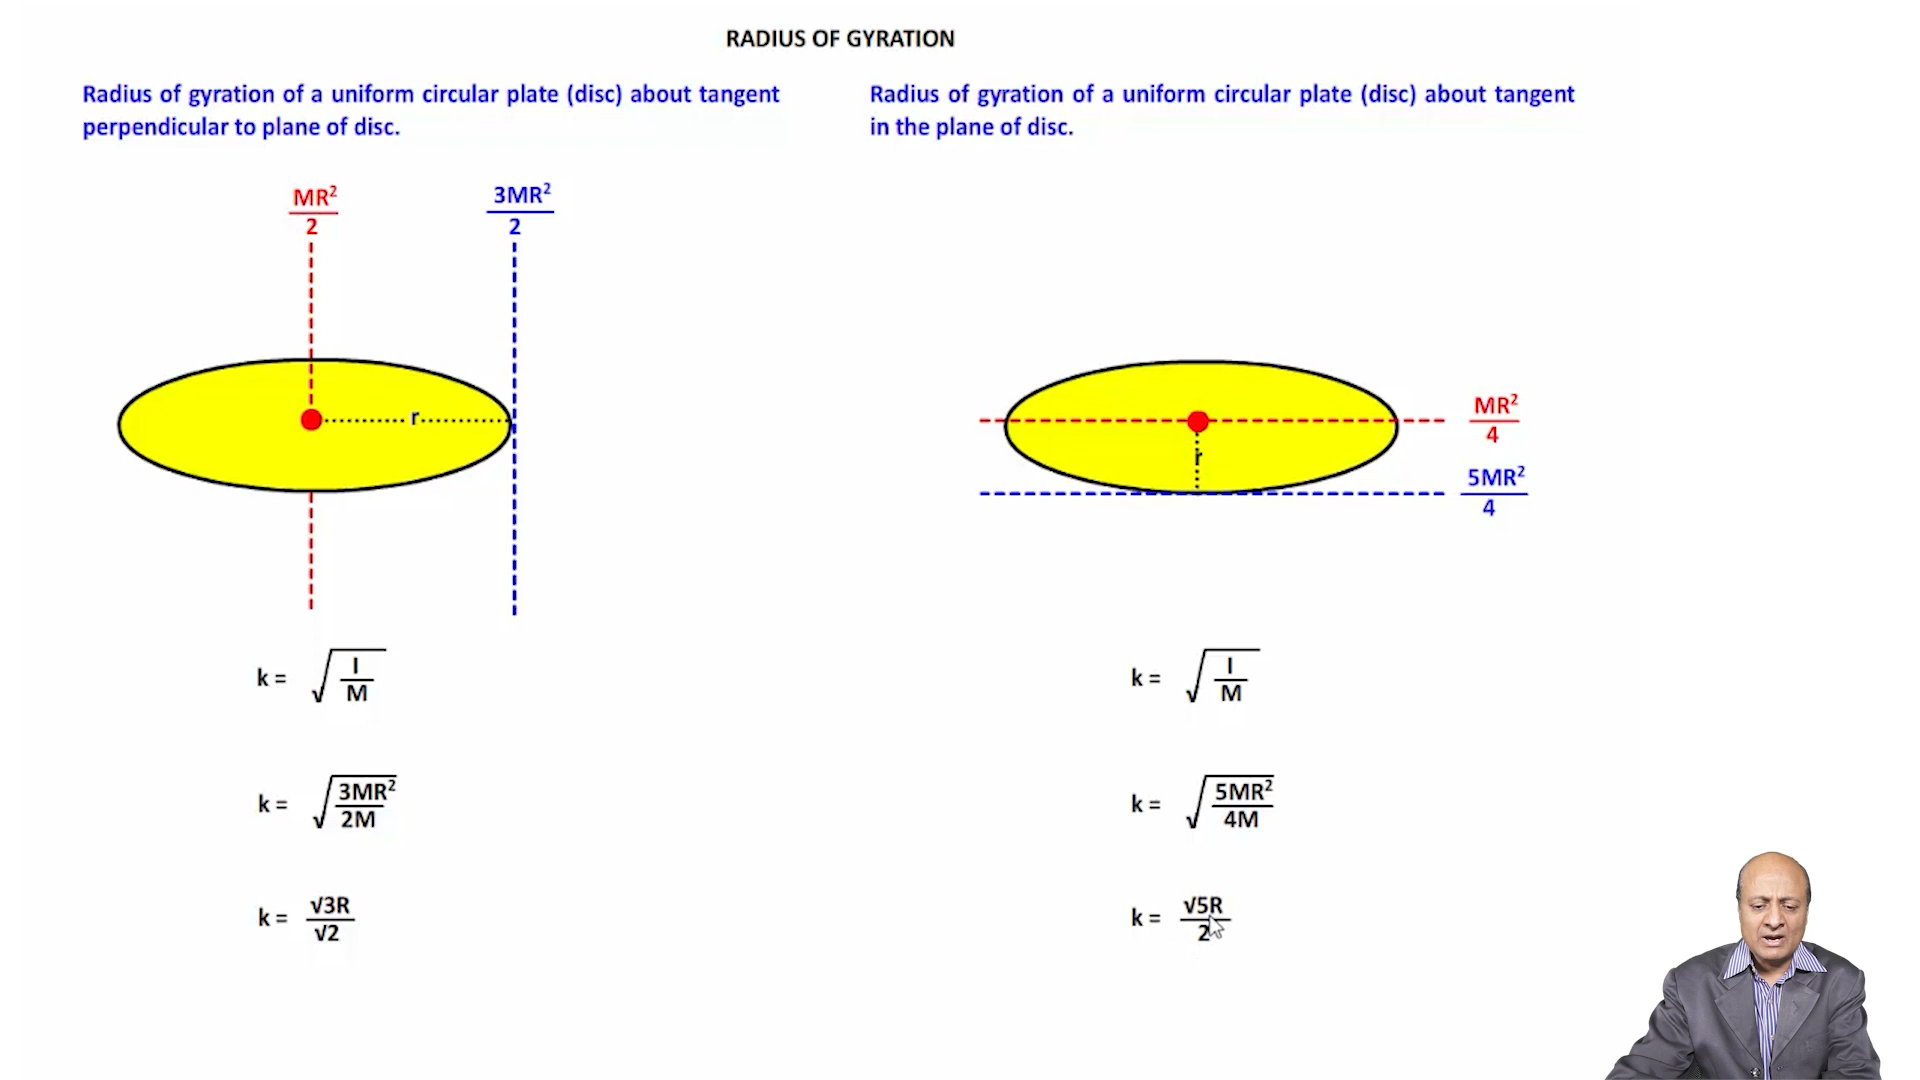 RADIUS OF GYRATION
Radius of gyration of a uniform circular plate (disc) about tangent
perpendicular to plane of disc.
MR²
2
3MR²
2
r
k = √ I
M
k = √ 3MR²
2M
k = √3R
√2
Radius of gyration of a uniform circular plate (disc) about tangent
in the plane of disc.
r
MR²
4
5MR²
4
k = √ I
M
k = √ 5MR²
4M
k = √5R
2